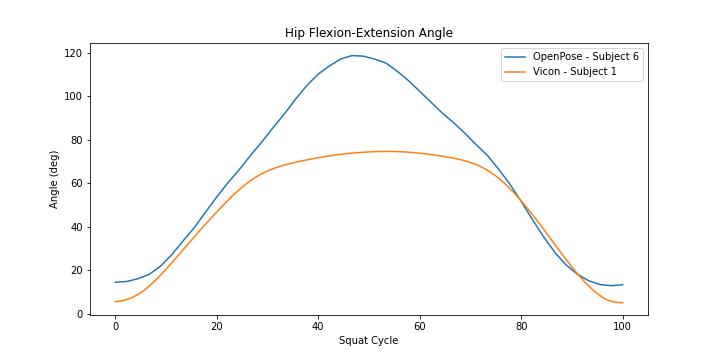 Hip Flexion-Extension Angle
OpenPose - Subject 6
Vicon - Subject 1
120
100
80
60
40
20
0
Angle (deg)
0 20 40 60 80 100
Squat Cycle